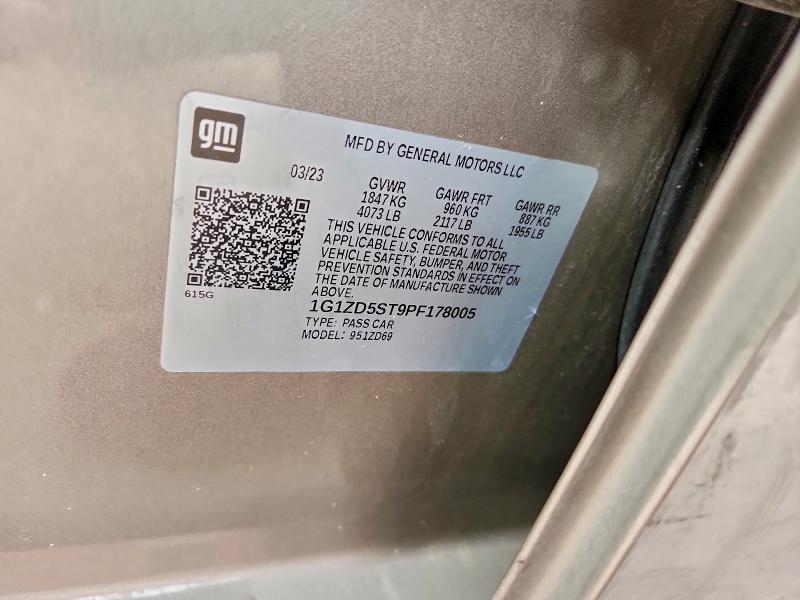 gm
MFD BY GENERAL MOTORS LLC
03/23
GVWR GAWR FRT GAWR RR
1847 KG 960 KG 887 KG
4073 LB 2117 LB 1955 LB
THIS VEHICLE CONFORMS TO ALL
APPLICABLE U.S. FEDERAL MOTOR
VEHICLE SAFETY, BUMPER, AND THEFT
PREVENTION STANDARDS IN EFFECT ON
THE DATE OF MANUFACTURE SHOWN
ABOVE.
615G
1G1ZD5ST9PF178005
TYPE: PASS CAR
MODEL: 951ZD69